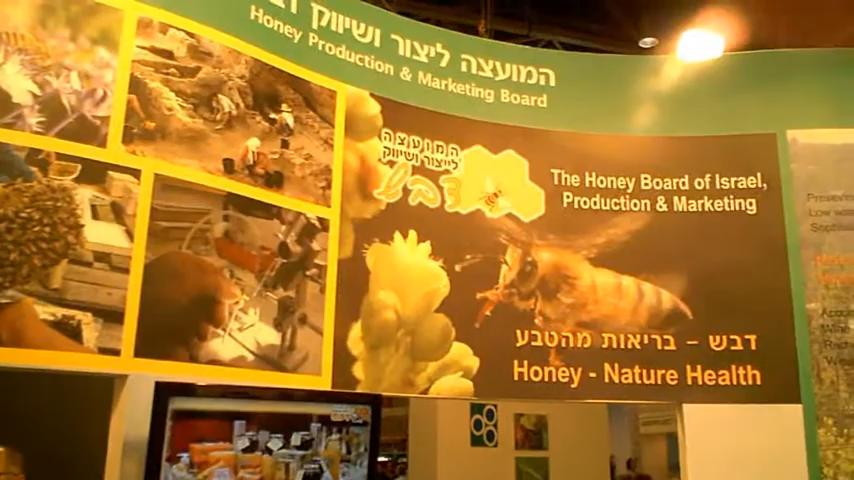 המועצה ליצור ושיווק
Honey Production & Marketing Board
המועצה
לייצור ושיווק
דבש
The Honey Board of Israel,
Production & Marketing
דבש - בריאות מהטבע
Honey - Nature Health